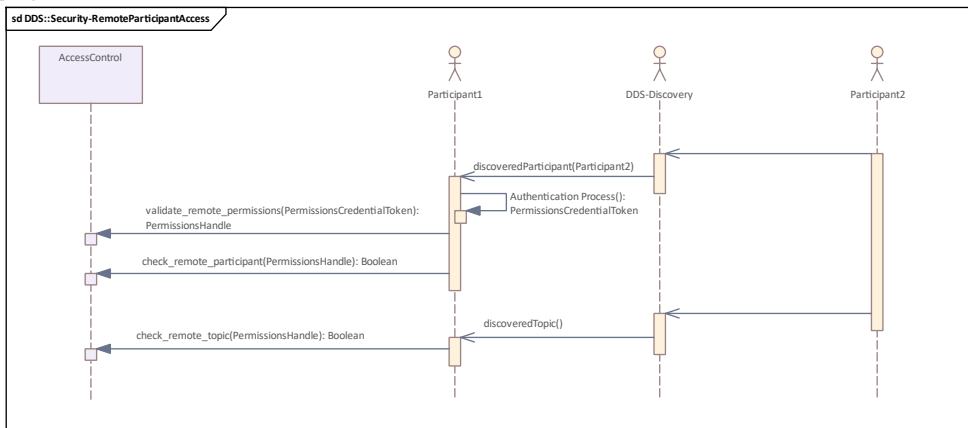 sd DDS::Security-RemoteParticipantAccess
AccessControl
Participant1
DDS-Discovery
Participant2
discoveredParticipant(Participant2)
Authentication Process():
PermissionsCredentialToken
validate_remote_permissions(PermissionsCredentialToken):
PermissionsHandle
check_remote_participant(PermissionsHandle): Boolean
discoveredTopic()
check_remote_topic(PermissionsHandle): Boolean